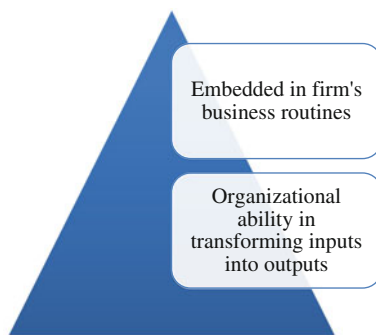 Embedded in firm's
business routines
Organizational
ability in
transforming inputs
into outputs